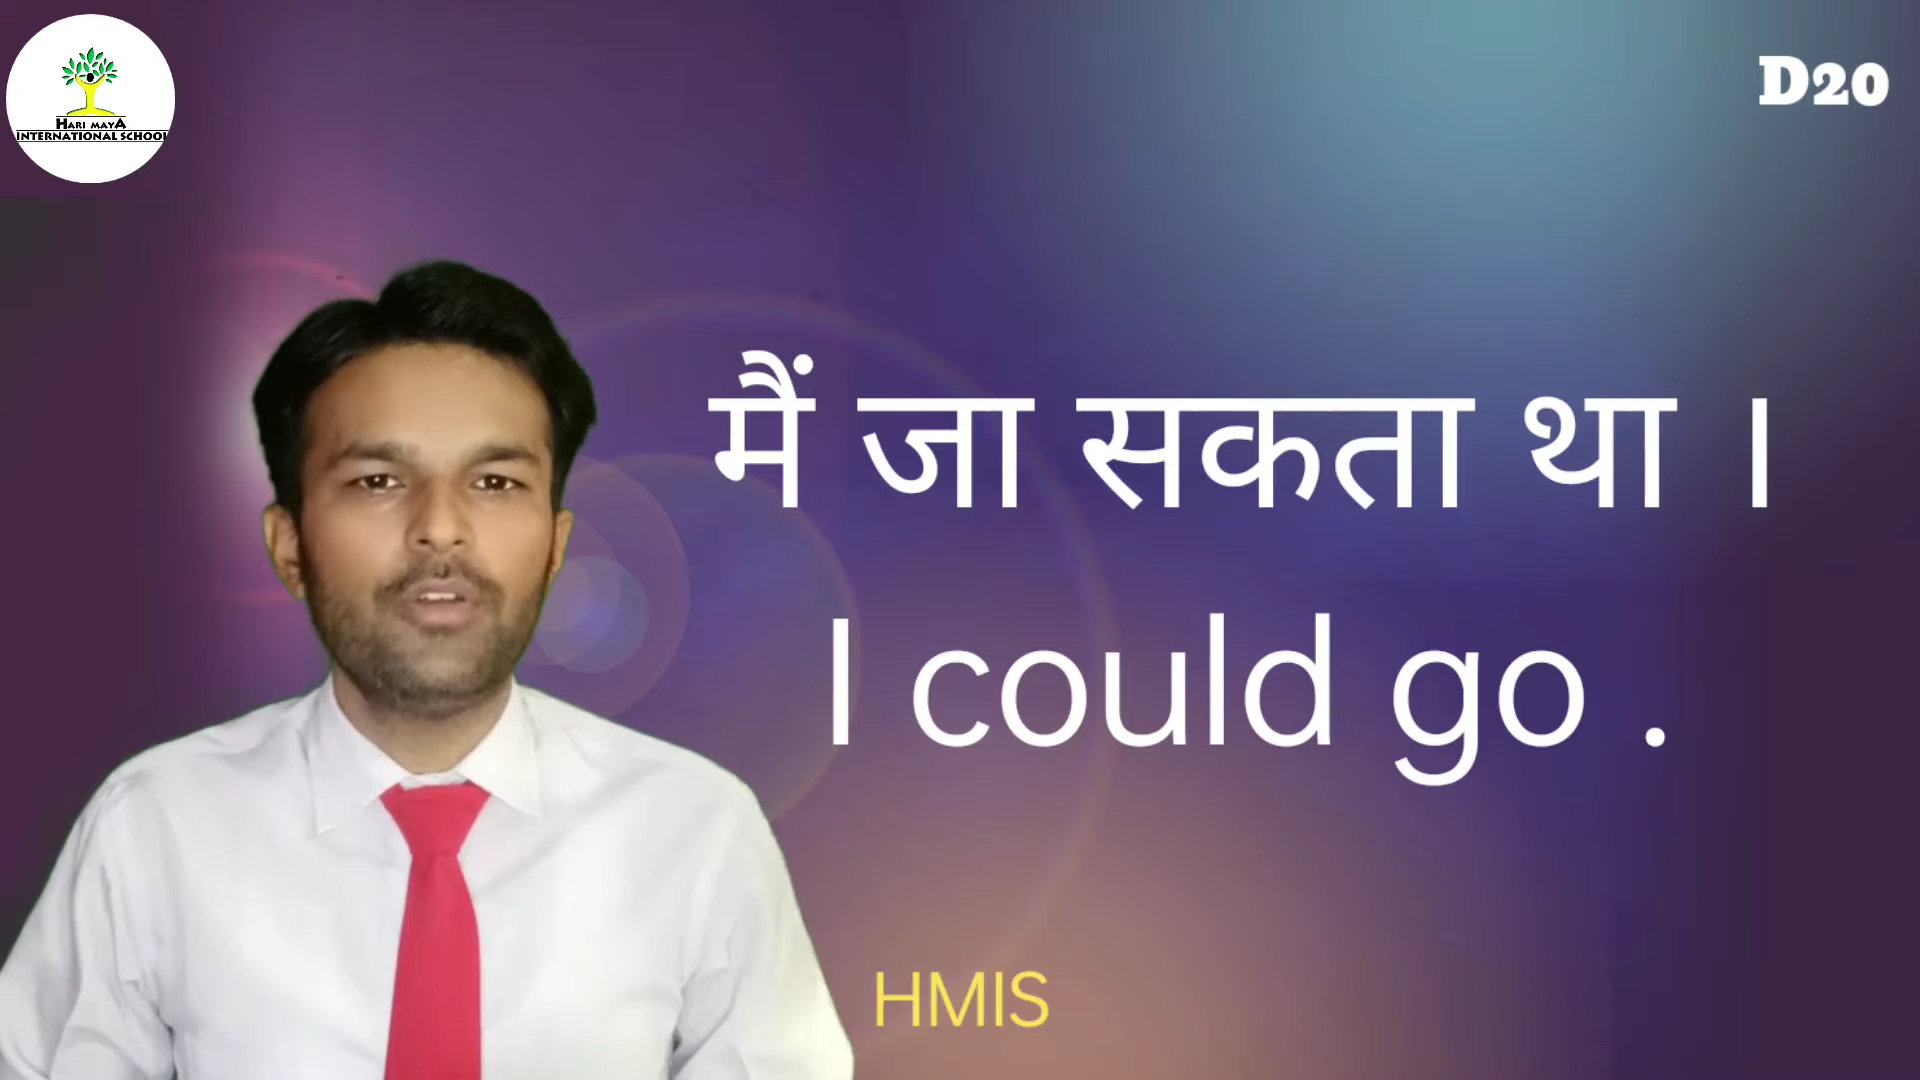 HARI MAYA
INTERNATIONAL SCHOOL
D20
मैं जा सकता था ।
I could go .
HMIS